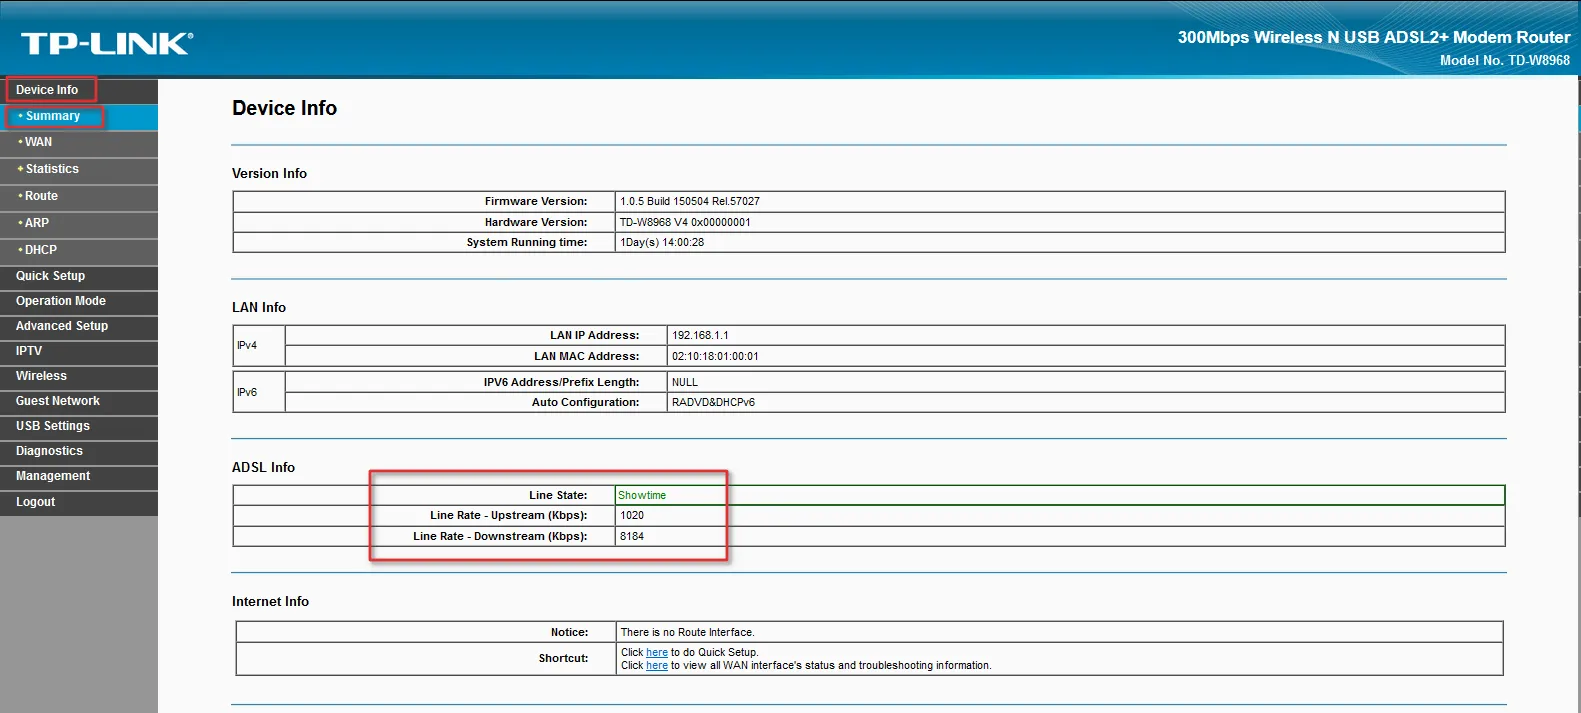 TP-LINK®
300Mbps Wireless N USB ADSL2+ Modem Router
Model No. TD-W8968
Device Info
Summary
WAN
Statistics
Route
ARP
DHCP
Quick Setup
Operation Mode
Advanced Setup
IPTV
Wireless
Guest Network
USB Settings
Diagnostics
Management
Logout
Device Info
Version Info
Firmware Version: 1.0.5 Build 150504 Rel.57027
Hardware Version: TD-W8968 V4 0x00000001
System Running time: 1Day(s) 14:00:28
LAN Info
IPv4
LAN IP Address: 192.168.1.1
LAN MAC Address: 02:10:18:01:00:01
IPv6
IPV6 Address/Prefix Length: NULL
Auto Configuration: RADVD&DHCPv6
ADSL Info
Line State: Showtime
Line Rate - Upstream (Kbps): 1020
Line Rate - Downstream (Kbps): 8184
Internet Info
Notice: There is no Route Interface.
Shortcut: Click here to do Quick Setup.
Click here to view all WAN interface's status and troubleshooting information.